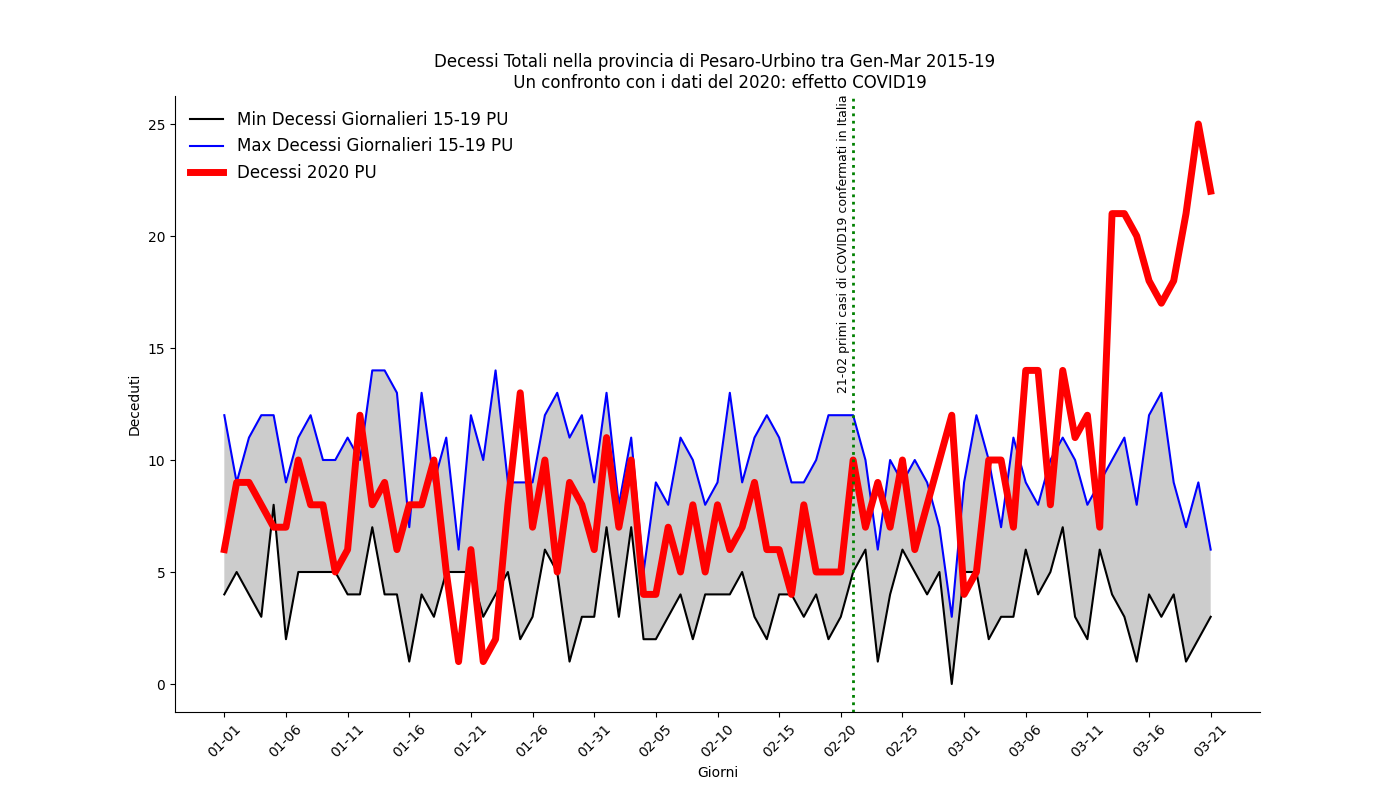 Decessi Totali nella provincia di Pesaro-Urbino tra Gen-Mar 2015-19
Un confronto con i dati del 2020: effetto COVID19
Min Decessi Giornalieri 15-19 PU
Max Decessi Giornalieri 15-19 PU
Decessi 2020 PU
21-02 primi casi di COVID19 confermati in Italia
Deceduti
25
20
15
10
5
0
01-01
01-06
01-11
01-16
01-21
01-26
01-31
02-05
02-10
02-15
02-20
02-25
03-01
03-06
03-11
03-16
03-21
Giorni